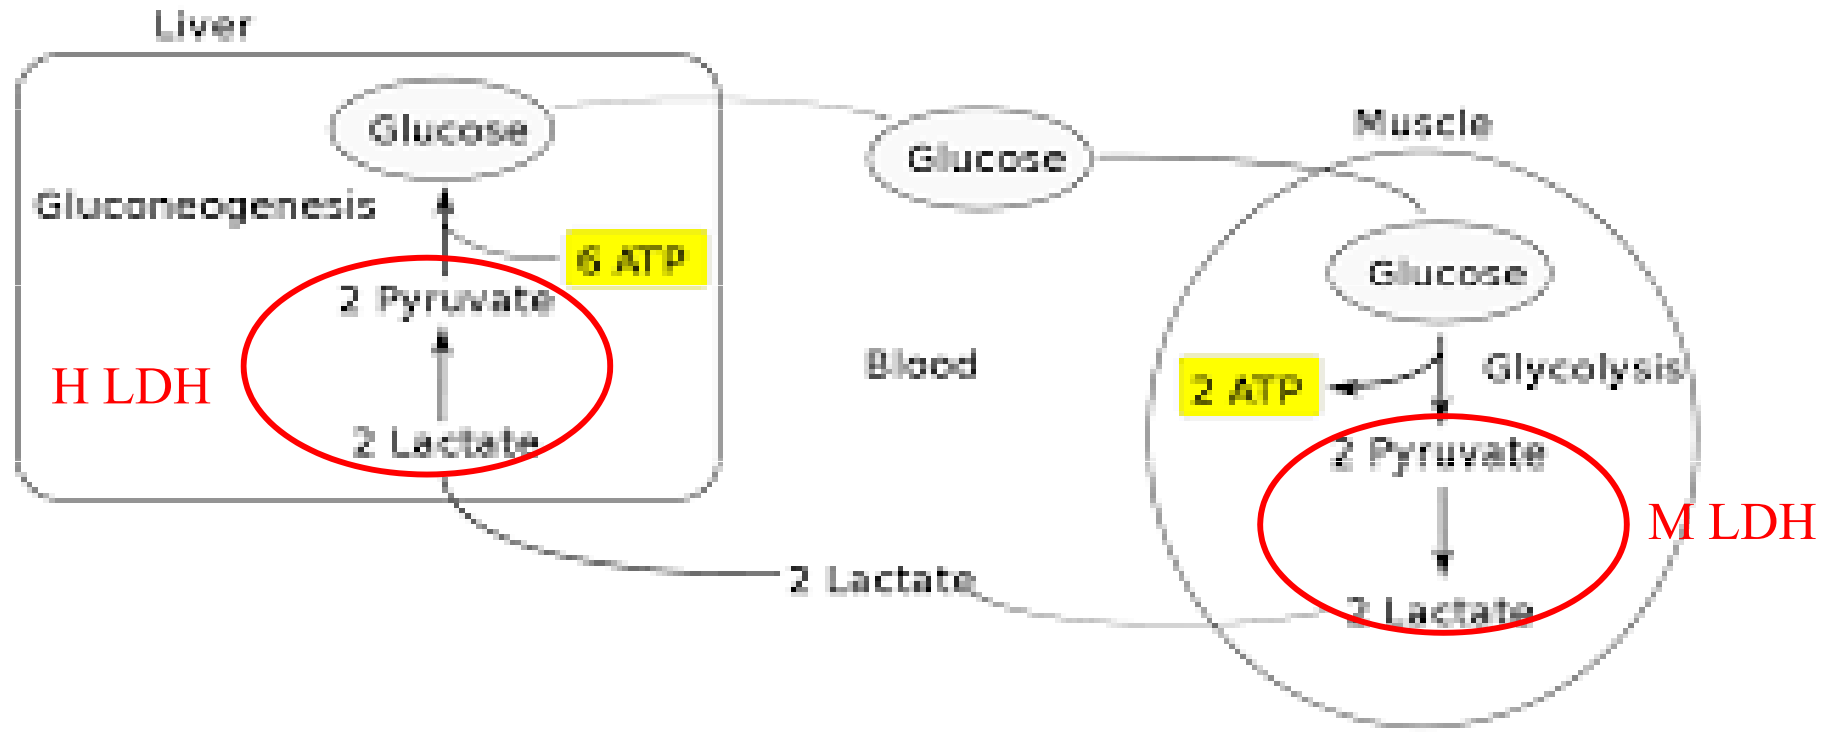 Liver
Glucose
Gluconeogenesis
6 ATP
2 Pyruvate
H LDH
2 Lactate
Glucose
Blood
2 Lactate
Muscle
Glucose
2 ATP
Glycolysis
2 Pyruvate
M LDH
2 Lactate